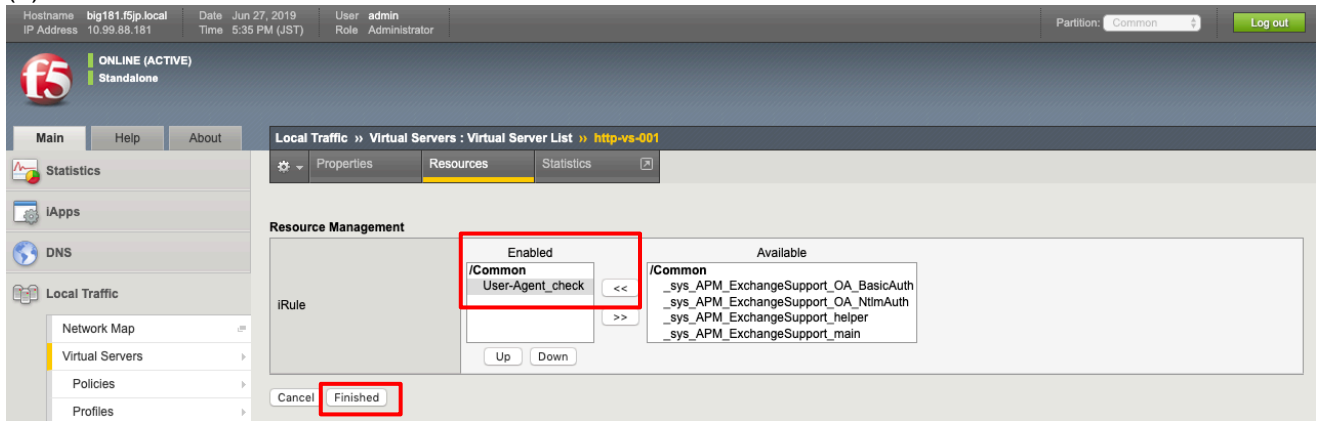 Hostname big181.f5jp.local Date Jun 27, 2019 User admin
IP Address 10.99.88.181 Time 5:35 PM (JST) Role Administrator
Partition: Common Log out
f5
ONLINE (ACTIVE)
Standalone
Main Help About
Local Traffic ›› Virtual Servers : Virtual Server List ›› http-vs-001
Properties Resources Statistics
Statistics
iApps
DNS
Local Traffic
Network Map
Virtual Servers
Policies
Profiles
Resource Management
iRule
Enabled
/Common
User-Agent_check
<<
>>
Up Down
Available
/Common
_sys_APM_ExchangeSupport_OA_BasicAuth
_sys_APM_ExchangeSupport_OA_NtlmAuth
_sys_APM_ExchangeSupport_helper
_sys_APM_ExchangeSupport_main
Cancel Finished